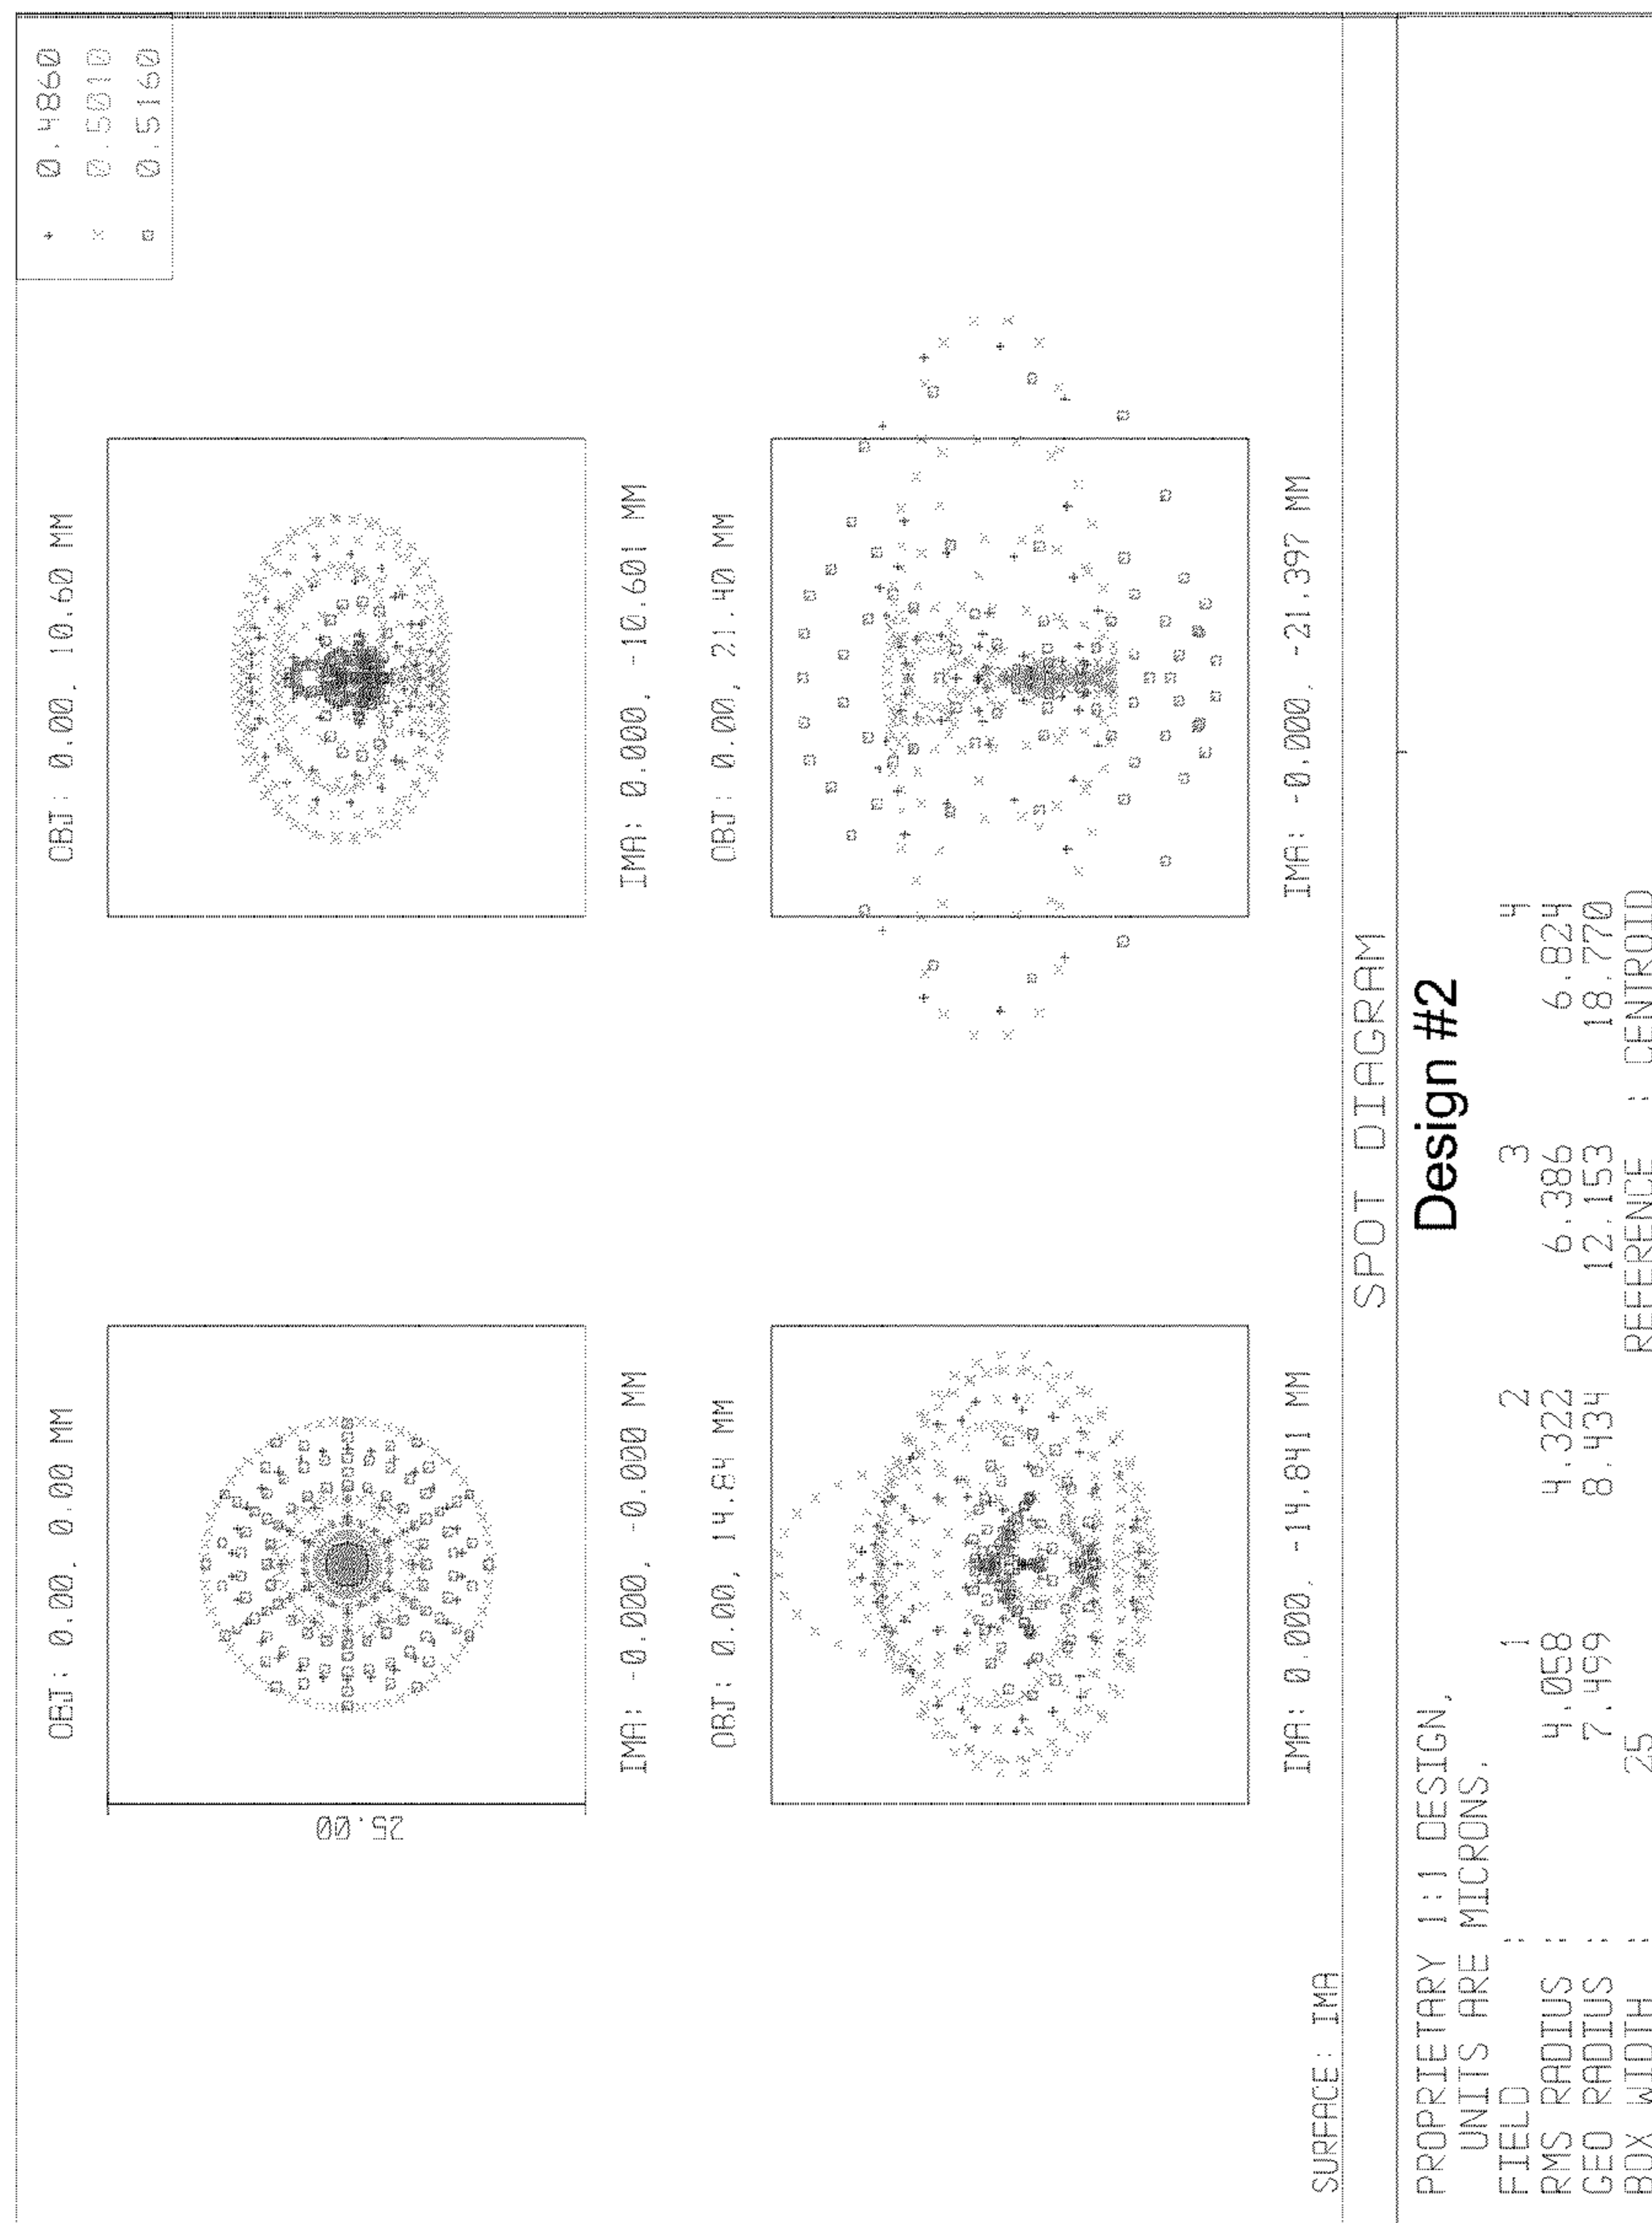 + 0.4860
× 0.5010
□ 0.5160
OBJ: 0.00, 0.00 MM
OBJ: 0.00, 10.60 MM
25.00
IMA: -0.000, -0.000 MM
IMA: 0.000, -10.601 MM
OBJ: 0.00, 14.84 MM
OBJ: 0.00, 21.40 MM
IMA: 0.000, -14.841 MM
IMA: -0.000, -21.397 MM
SURFACE: IMA
SPOT DIAGRAM
Design #2
PROPRIETARY 1:1 DESIGN,
UNITS ARE MICRONS.
FIELD : 1 2 3 4
RMS RADIUS : 4.058 4.322 6.386 6.824
GEO RADIUS : 7.499 8.434 12.153 18.770
BOX WIDTH : 25 REFERENCE : CENTROID